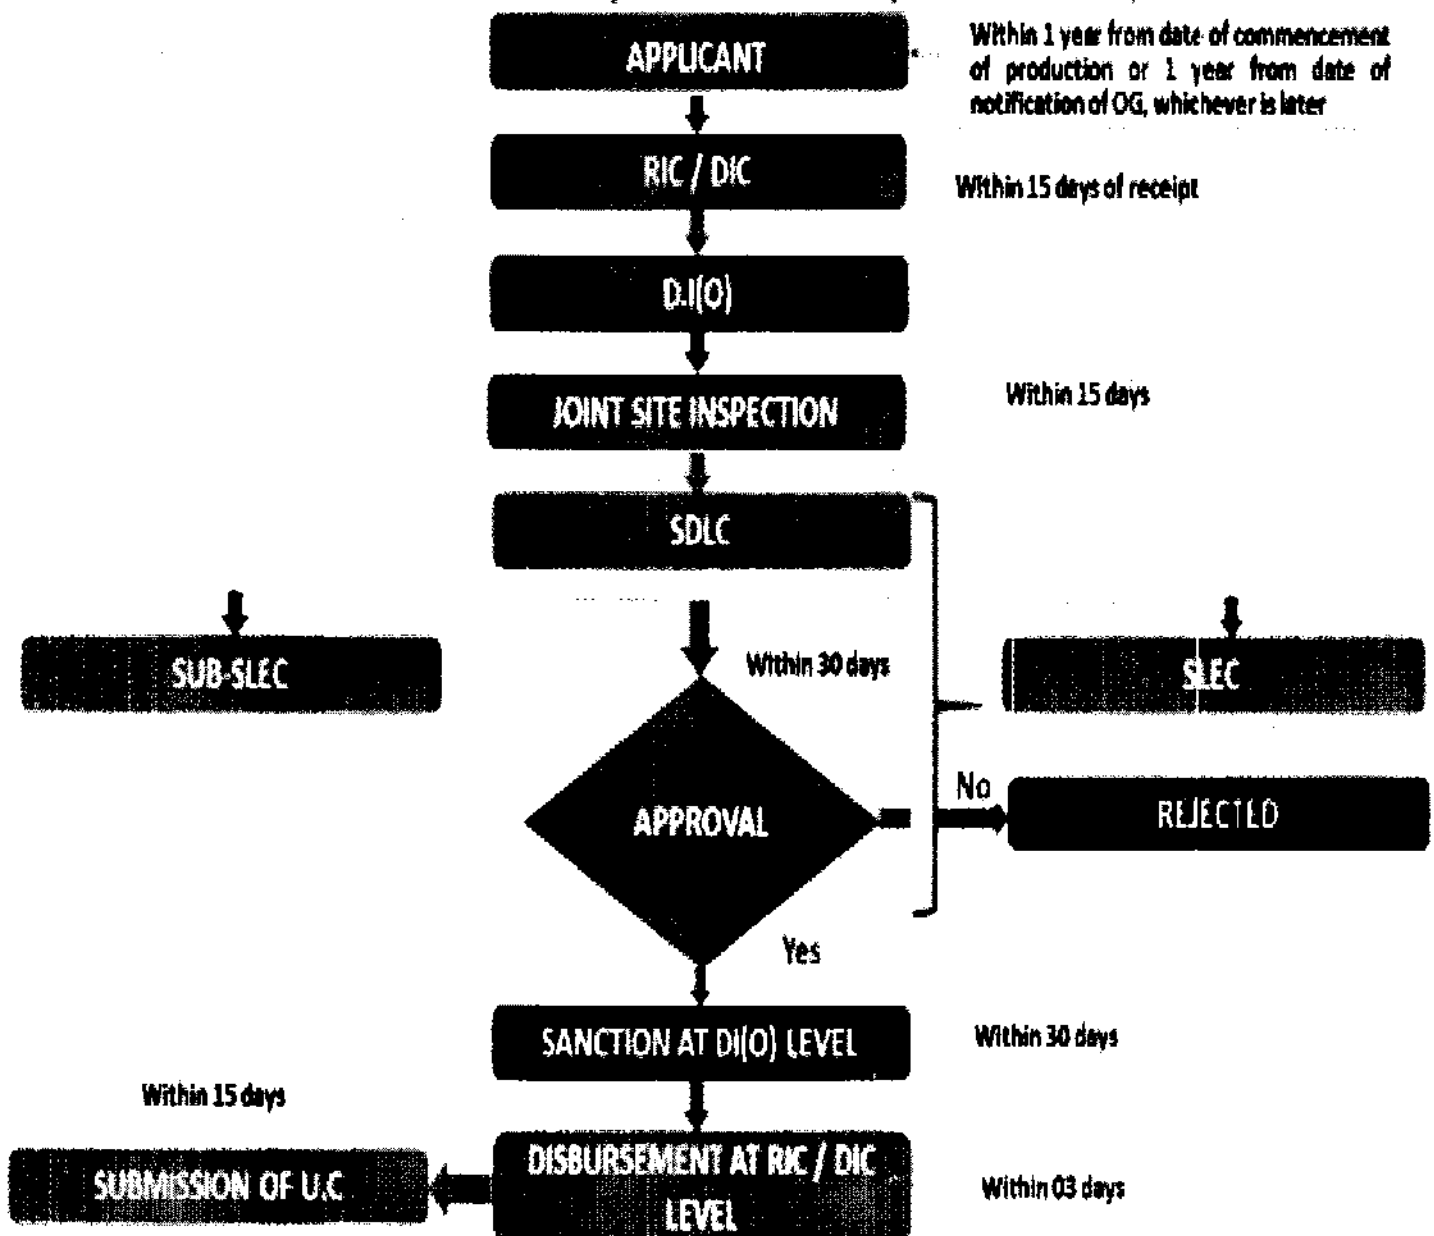 APPLICANT
Within 1 year from date of commencement
of production or 1 year from date of
notification of OG, whichever is later
RIC / DIC
Within 15 days of receipt
D.I(O)
JOINT SITE INSPECTION
Within 15 days
SDLC
SUB-SLEC
Within 30 days
SLEC
APPROVAL
No
REJECTED
Yes
SANCTION AT DI(O) LEVEL
Within 30 days
Within 15 days
SUBMISSION OF U.C
DISBURSEMENT AT RIC / DIC
LEVEL
Within 03 days